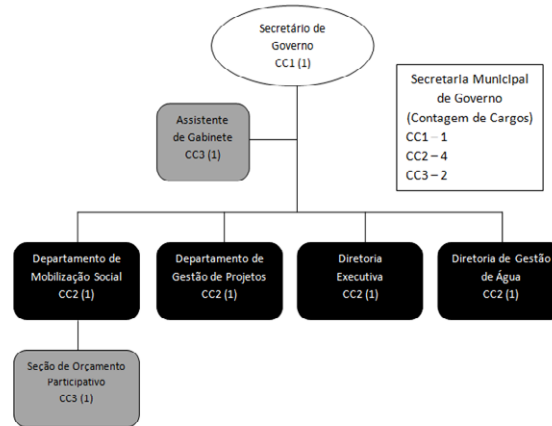 Secretário de
Governo
CC1 (1)
Secretaria Municipal
de Governo
(Contagem de Cargos)
CC1 – 1
CC2 – 4
CC3 – 2
Assistente
de Gabinete
CC3 (1)
Departamento de
Mobilização Social
CC2 (1)
Departamento de
Gestão de Projetos
CC2 (1)
Diretoria
Executiva
CC2 (1)
Diretoria de Gestão
de Água
CC2 (1)
Seção de Orçamento
Participativo
CC3 (1)